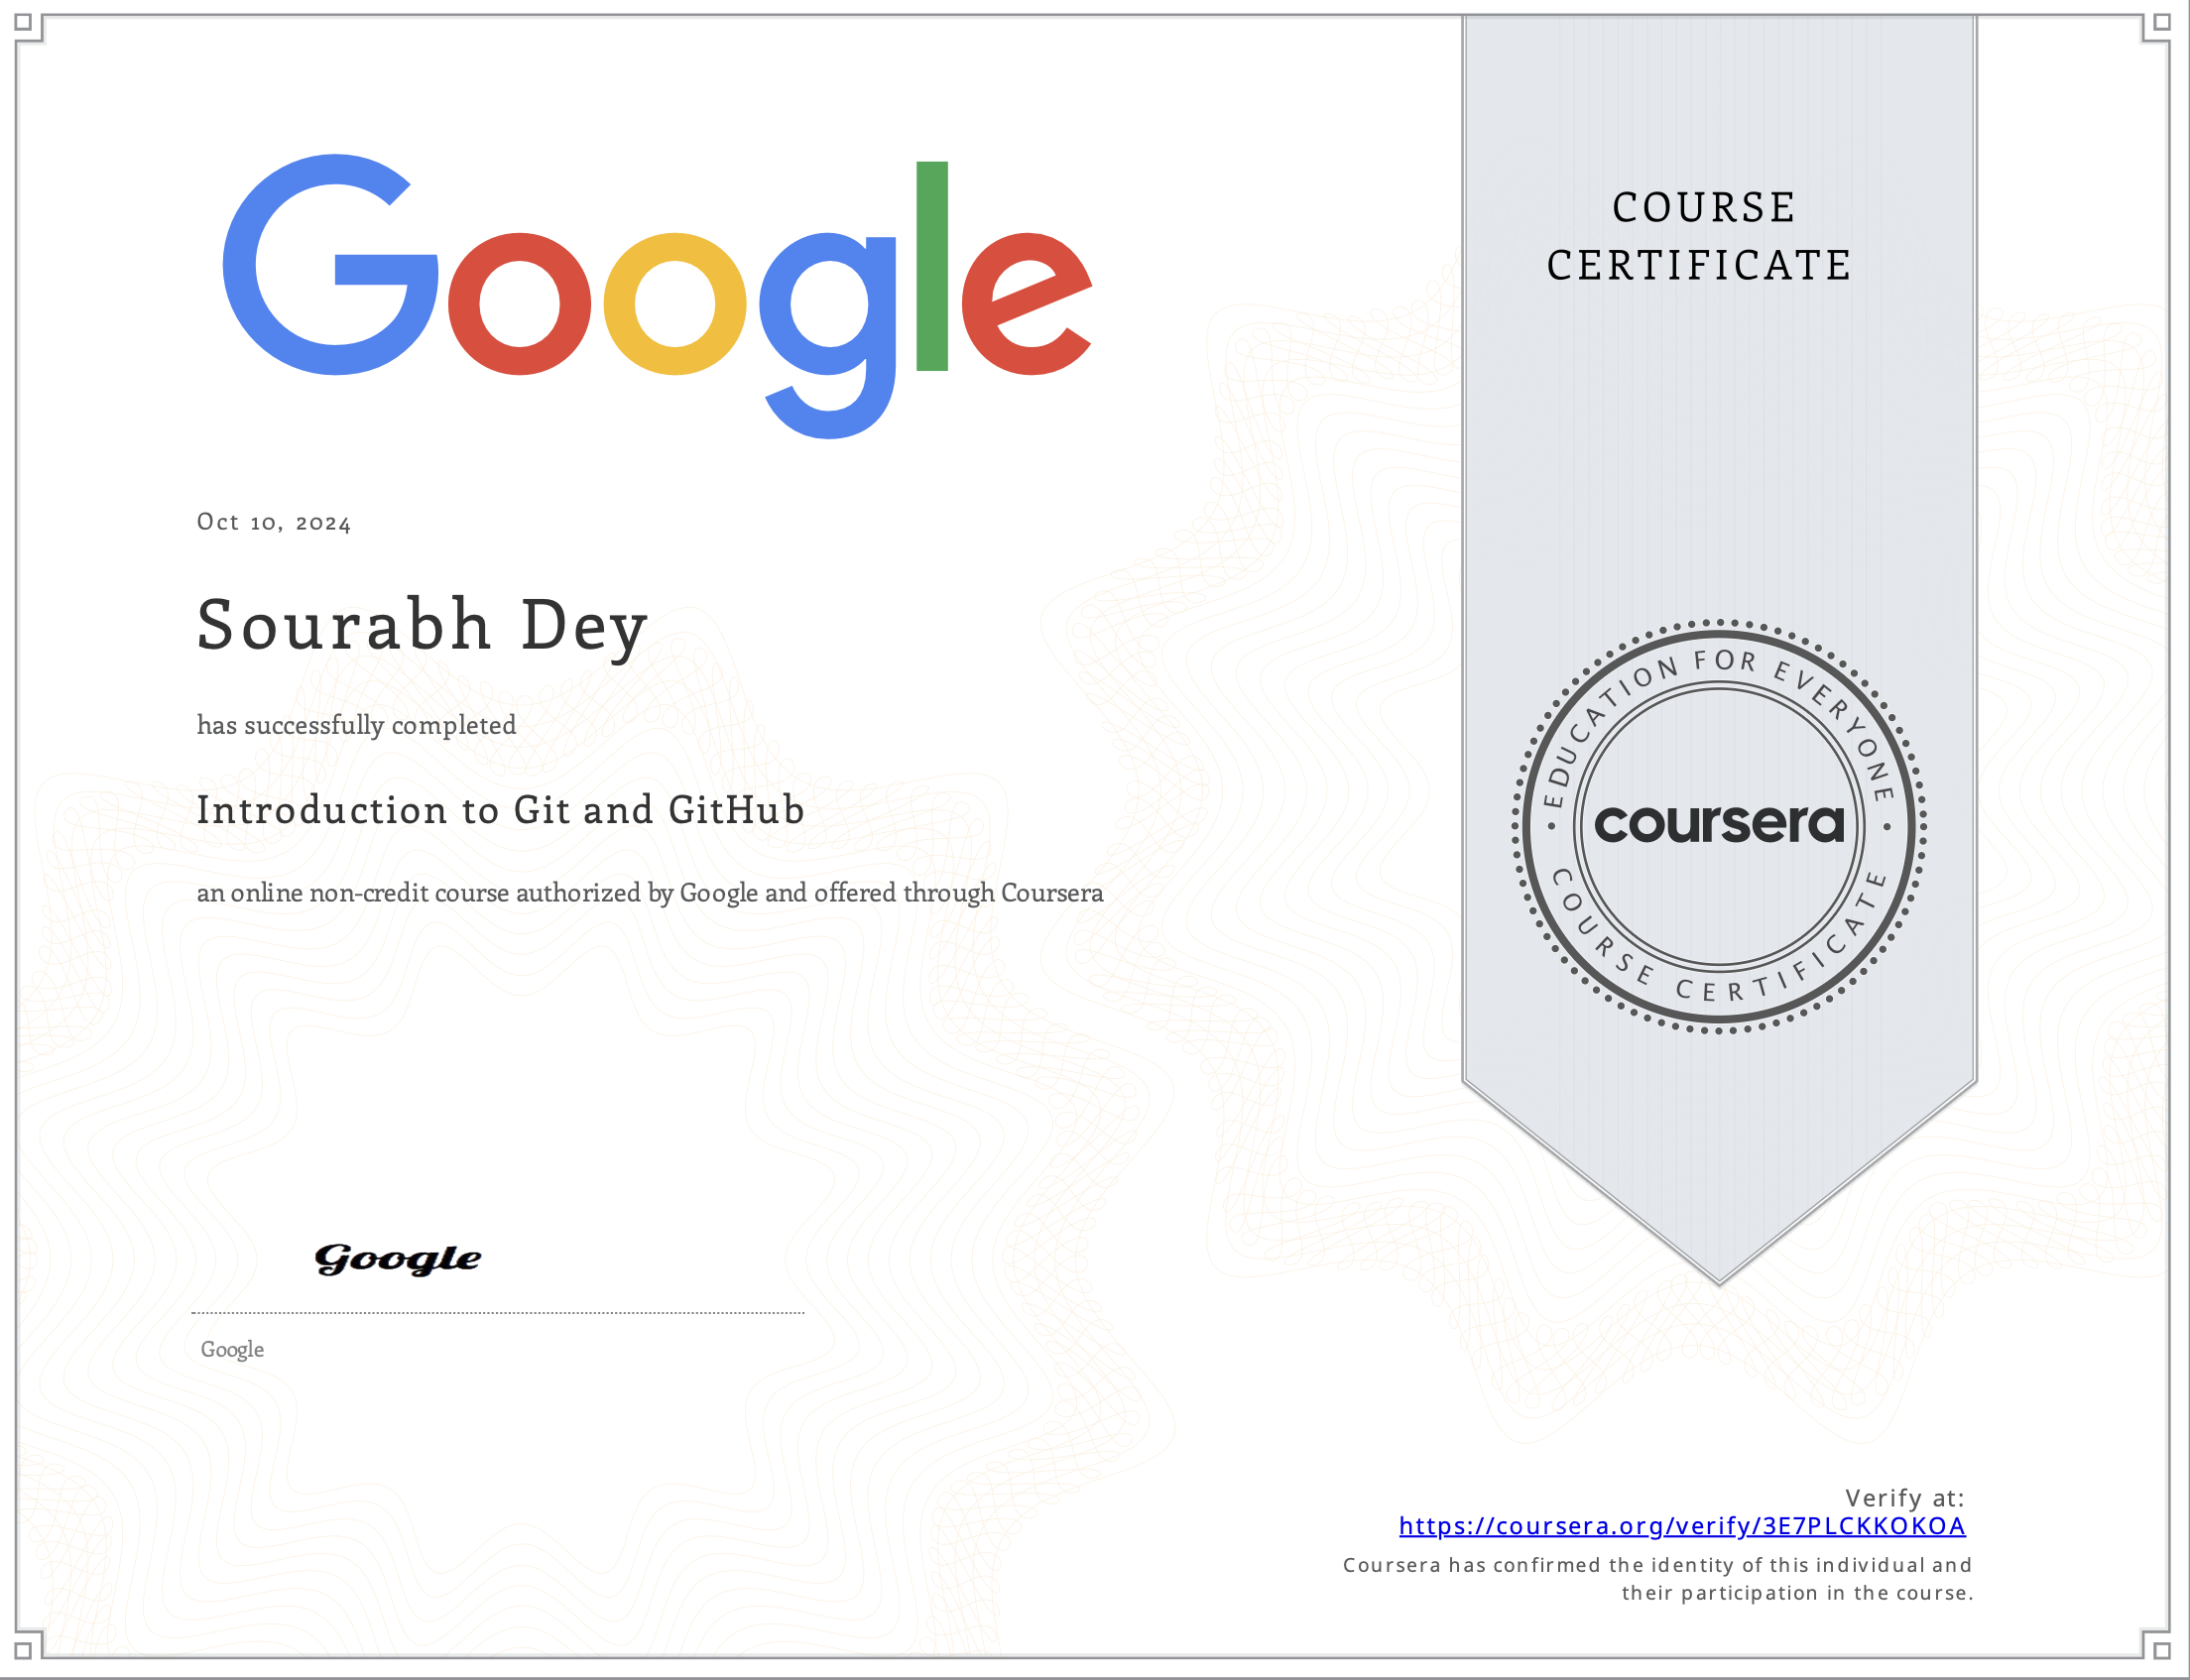 Google
COURSE
CERTIFICATE
Oct 10, 2024
Sourabh Dey
has successfully completed
Introduction to Git and GitHub
an online non-credit course authorized by Google and offered through Coursera
EDUCATION FOR EVERYONE
coursera
COURSE CERTIFICATE
Google
Google
Verify at:
https://coursera.org/verify/3E7PLCKKOKOA
Coursera has confirmed the identity of this individual and
their participation in the course.